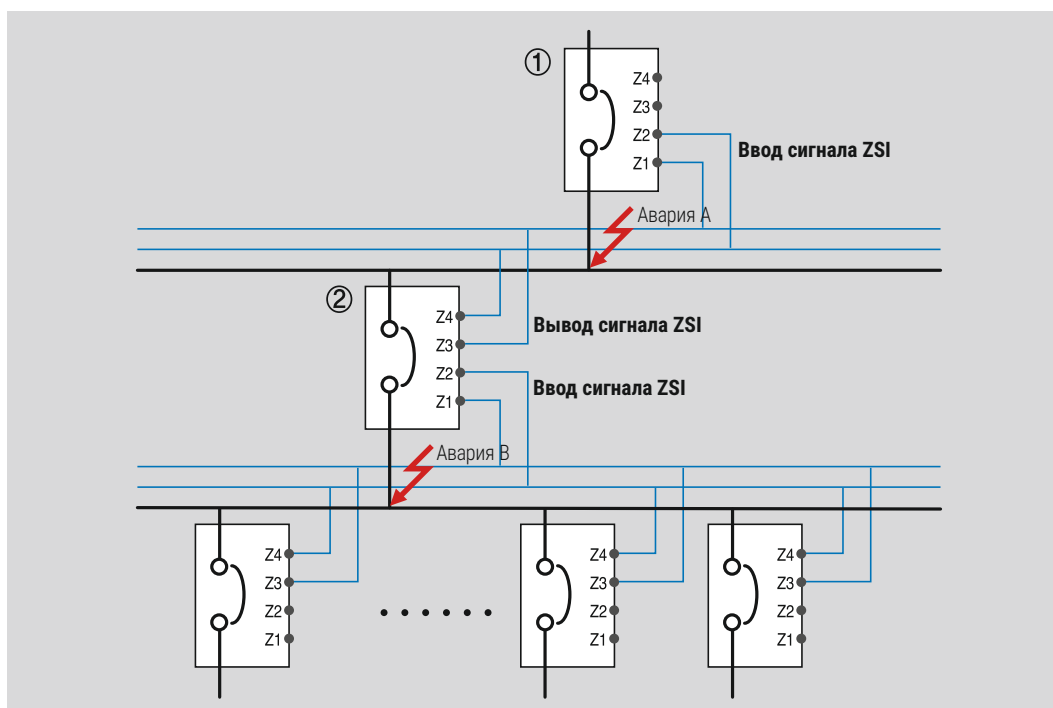 ①
Z4
Z3
Z2
Z1
Ввод сигнала ZSI
Авария A
②
Z4
Z3
Z2
Z1
Вывод сигнала ZSI
Ввод сигнала ZSI
Авария B
Z4
Z3
Z2
Z1
Z4
Z3
Z2
Z1
Z4
Z3
Z2
Z1